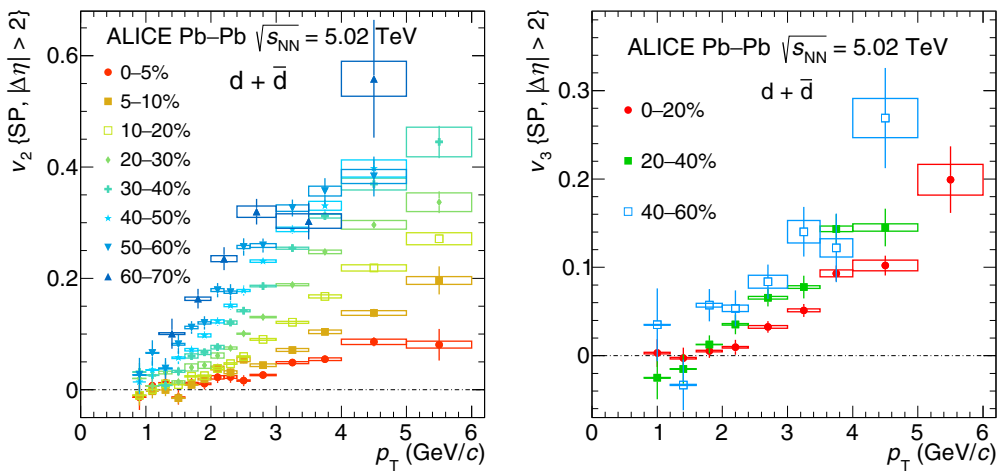 v₂ {SP, |Δη| > 2}
ALICE Pb–Pb √sNN = 5.02 TeV
d + d̅
0–5%
5–10%
10–20%
20–30%
30–40%
40–50%
50–60%
60–70%
0.6
0.4
0.2
0
0 1 2 3 4 5 6
pT (GeV/c)
v₃ {SP, |Δη| > 2}
ALICE Pb–Pb √sNN = 5.02 TeV
d + d̅
0–20%
20–40%
40–60%
0.3
0.2
0.1
0
0 1 2 3 4 5 6
pT (GeV/c)